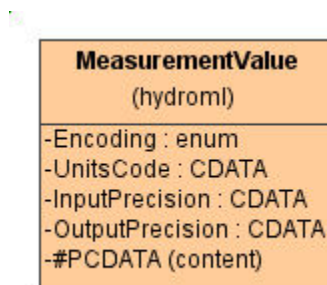 MeasurementValue
(hydroml)
-Encoding : enum
-UnitsCode : CDATA
-InputPrecision : CDATA
-OutputPrecision : CDATA
-#PCDATA (content)